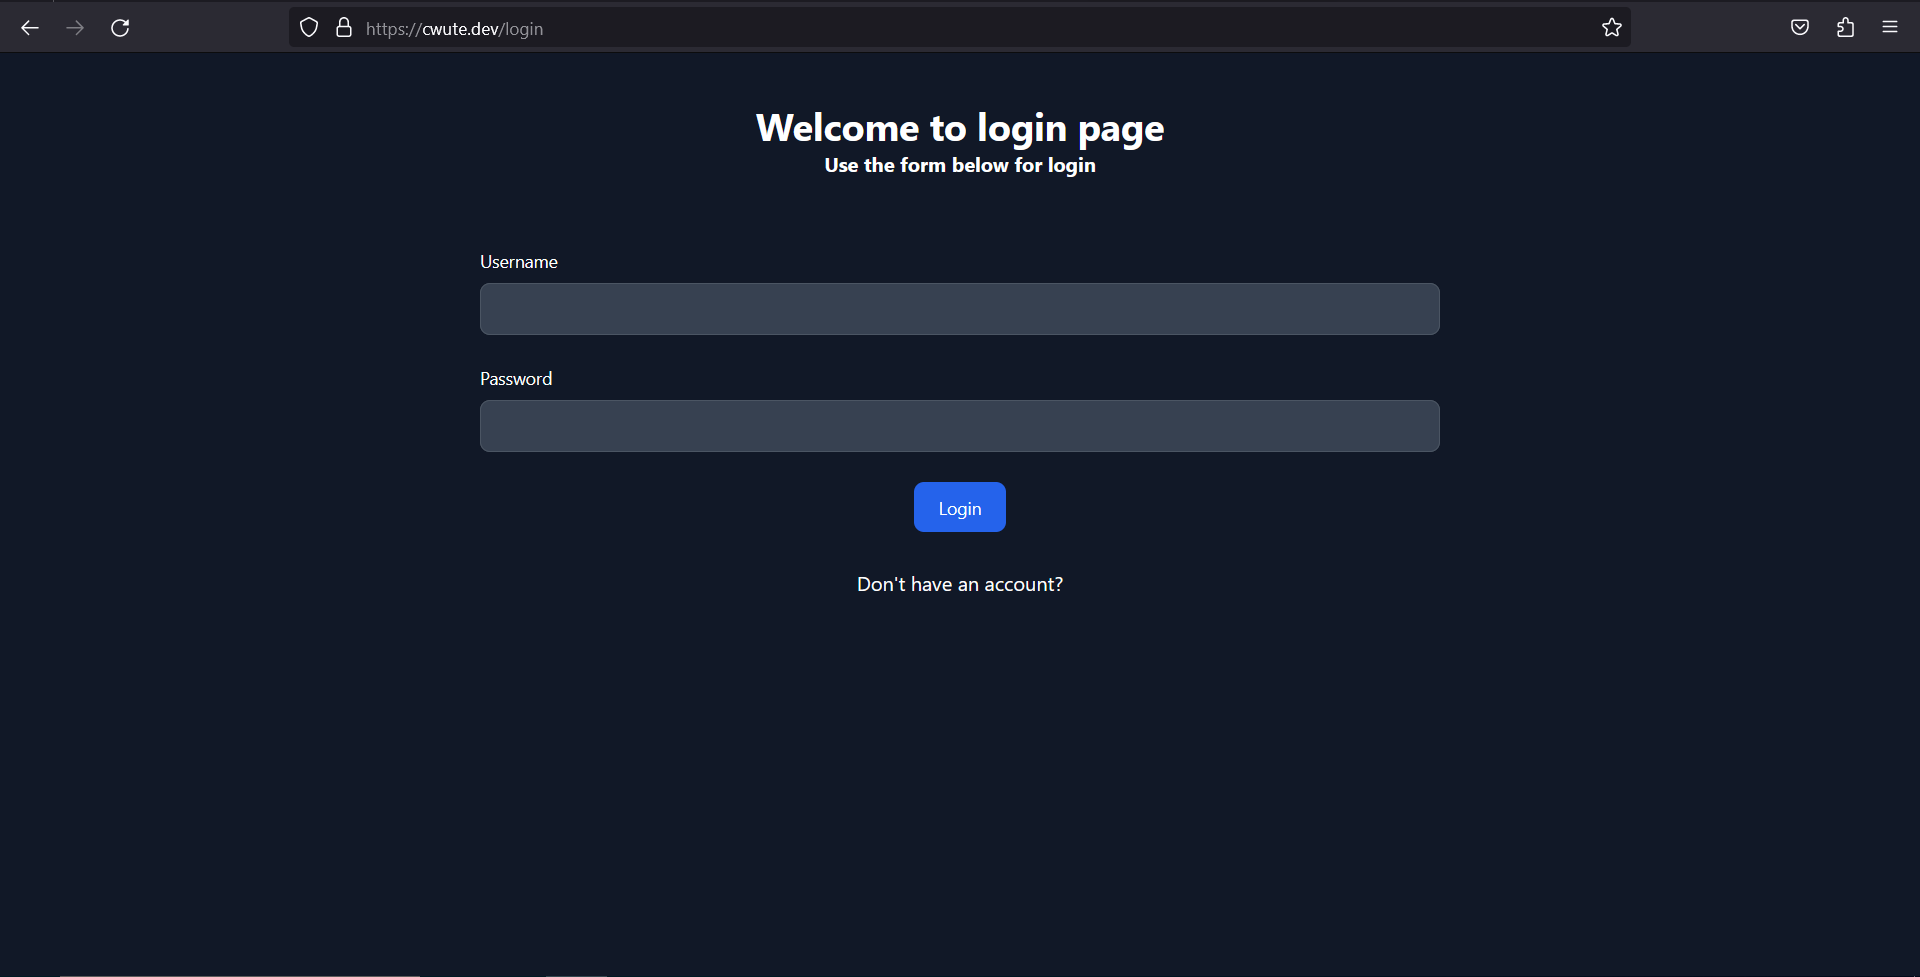 https://cwute.dev/login
Welcome to login page
Use the form below for login
Username
Password
Login
Don't have an account?